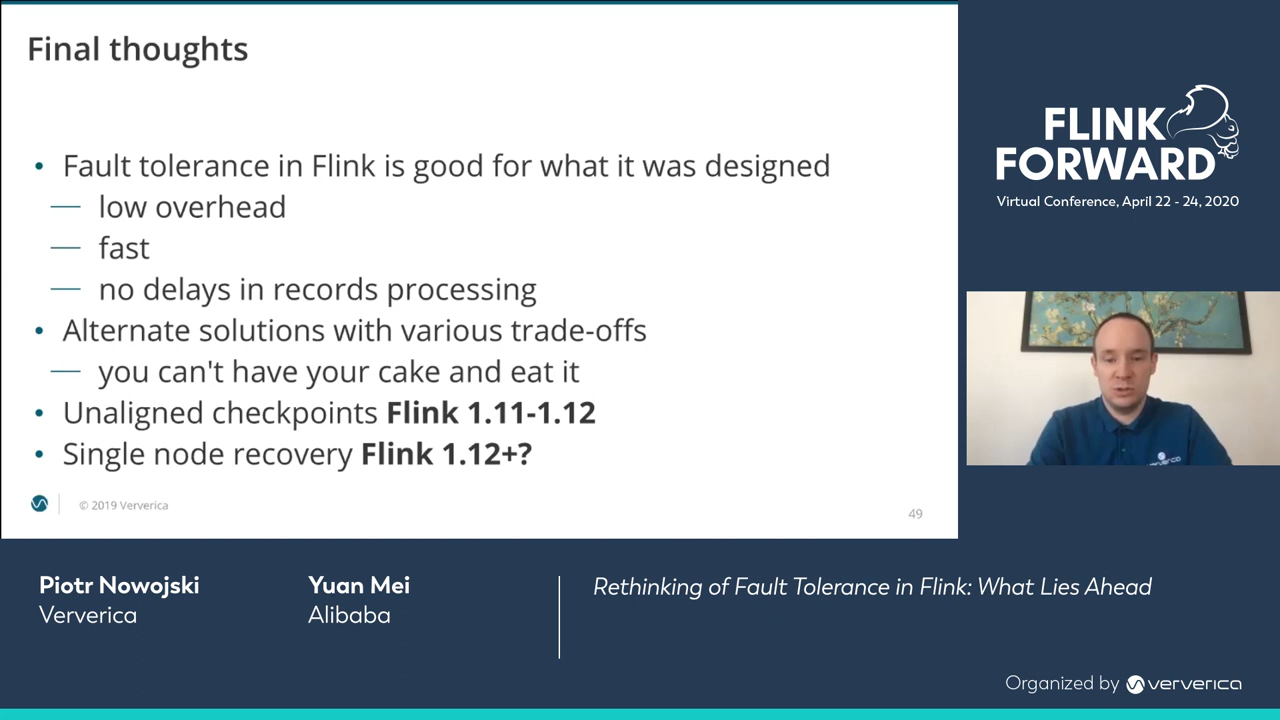 Final thoughts
• Fault tolerance in Flink is good for what it was designed
— low overhead
— fast
— no delays in records processing
• Alternate solutions with various trade-offs
— you can't have your cake and eat it
• Unaligned checkpoints Flink 1.11-1.12
• Single node recovery Flink 1.12+?
© 2019 Ververica
49
FLINK
FORWARD
Virtual Conference, April 22 - 24, 2020
ververica
Piotr Nowojski
Ververica
Yuan Mei
Alibaba
Rethinking of Fault Tolerance in Flink: What Lies Ahead
Organized by ververica